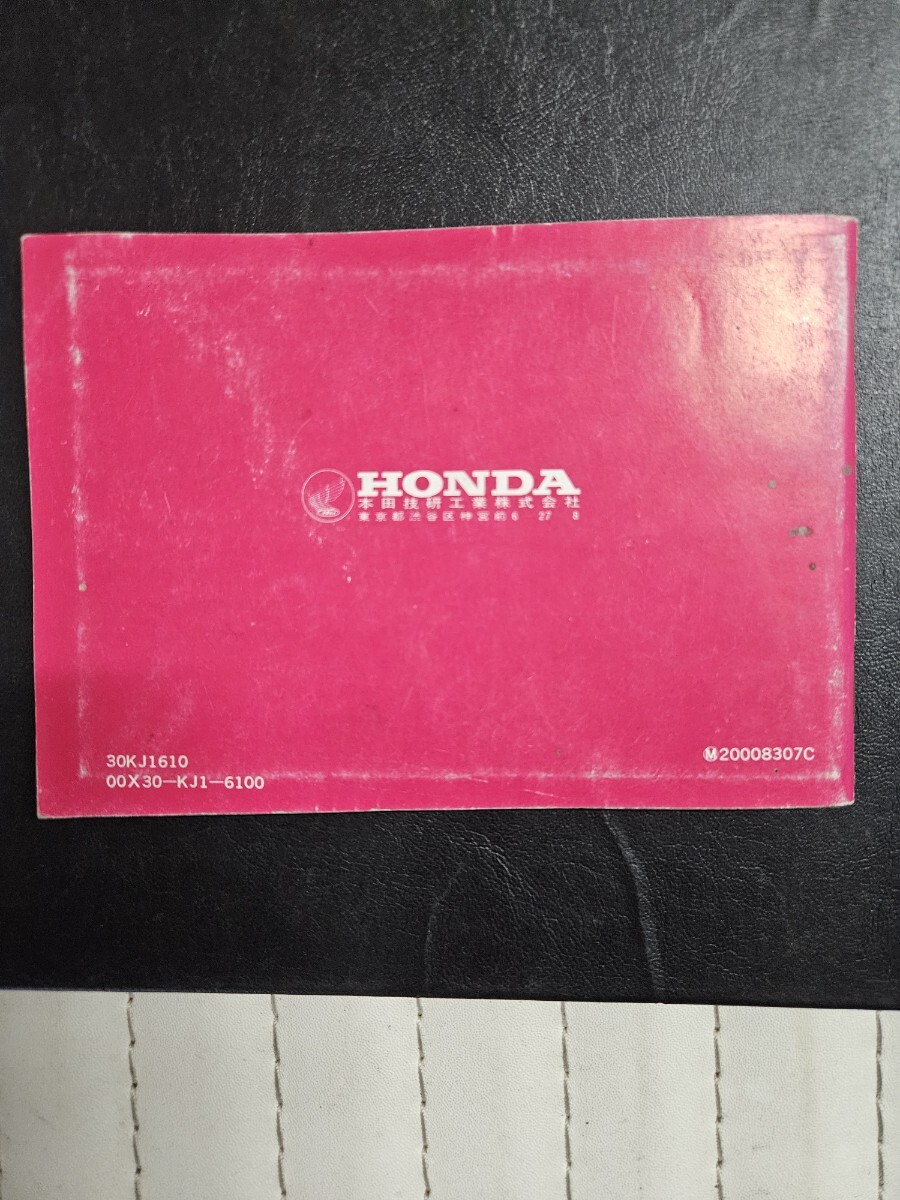 HONDA
本田技研工業株式会社
東京都渋谷区神宮前6 27 8
30KJ1610
00X30-KJ1-6100
Ⓜ20008307C